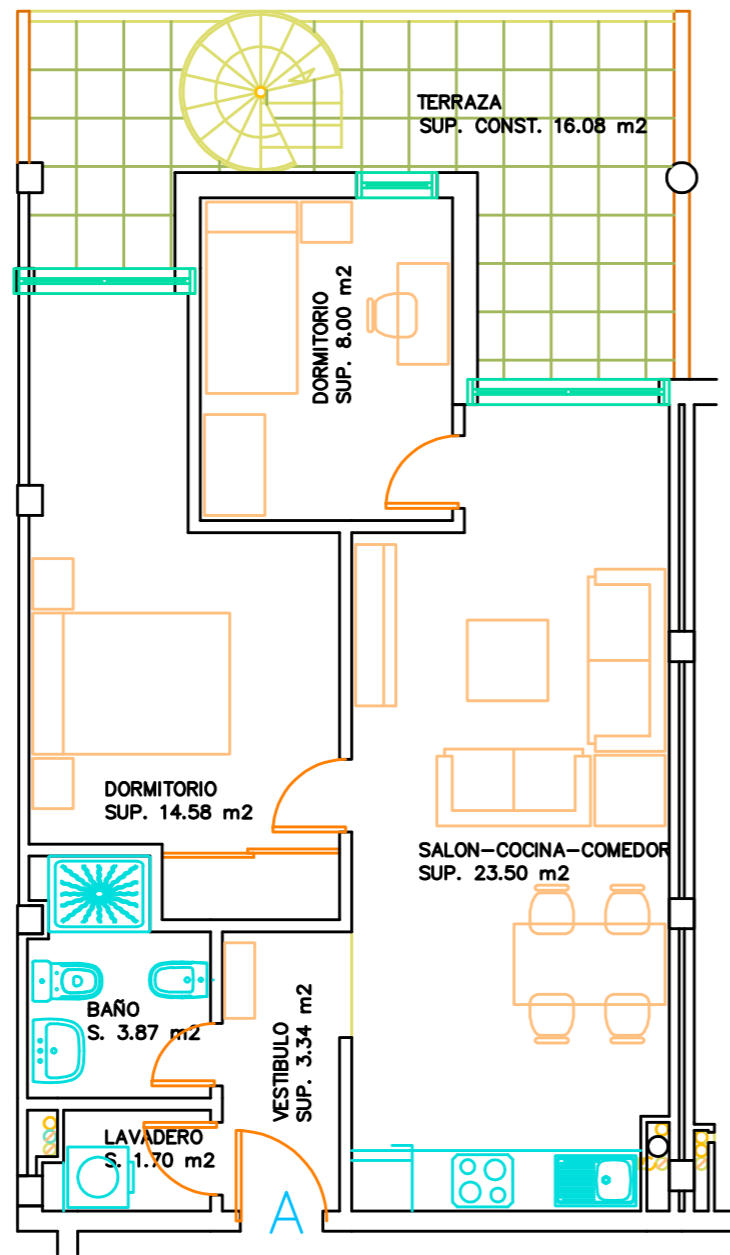 TERRAZA
SUP. CONST. 16.08 m2
DORMITORIO
SUP. 8.00 m2
DORMITORIO
SUP. 14.58 m2
SALON-COCINA-COMEDOR
SUP. 23.50 m2
BAÑO
S. 3.87 m2
VESTIBULO
SUP. 3.34 m2
LAVADERO
S. 1.70 m2
A